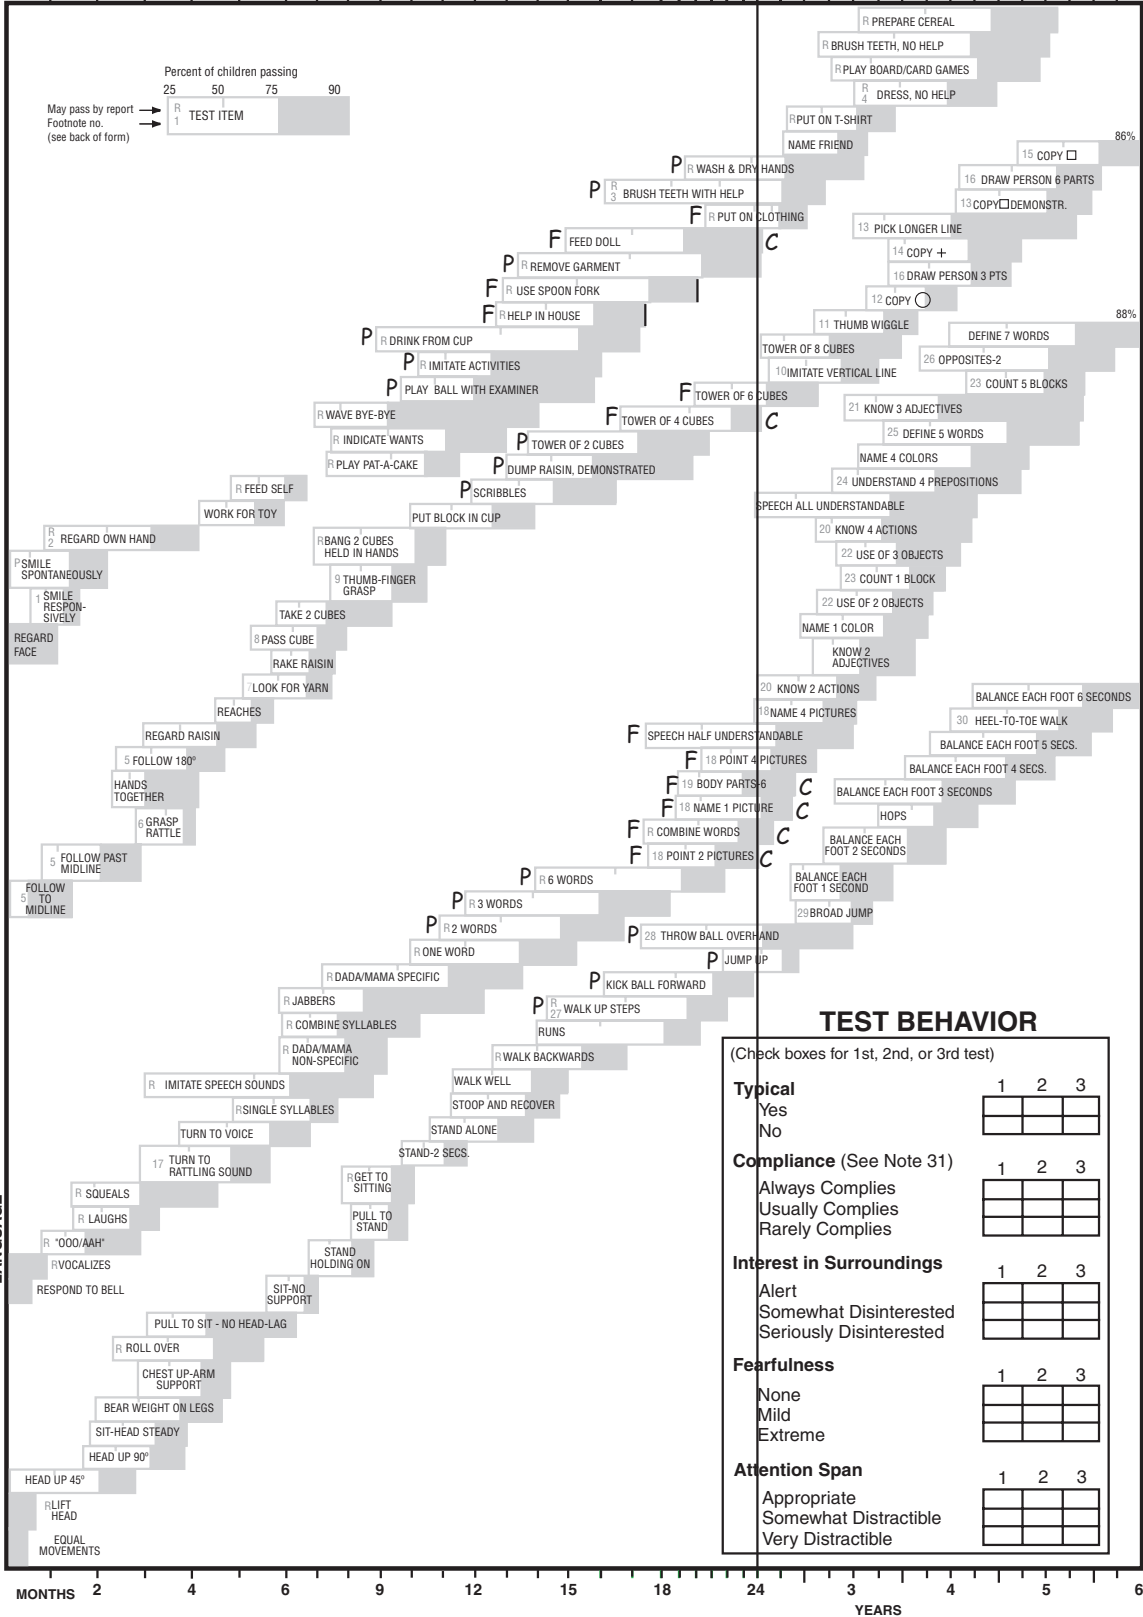 R PREPARE CEREAL
R BRUSH TEETH, NO HELP
Percent of children passing
R PLAY BOARD/CARD GAMES
25 50 75 90
R
4 DRESS, NO HELP
May pass by report
R
Footnote no.
1
TEST ITEM
(see back of form)
R PUT ON T-SHIRT
86%
NAME FRIEND
15 COPY □
P R WASH & DRY HANDS
16 DRAW PERSON 6 PARTS
P R
3 BRUSH TEETH WITH HELP
13 COPY □ DEMONSTR.
F R PUT ON CLOTHING
13 PICK LONGER LINE
F FEED DOLL C
14 COPY +
P R REMOVE GARMENT
16 DRAW PERSON 3 PTS
F R USE SPOON FORK
12 COPY ◯
F R HELP IN HOUSE
11 THUMB WIGGLE
88%
P R DRINK FROM CUP
DEFINE 7 WORDS
TOWER OF 8 CUBES
26 OPPOSITES-2
P R IMITATE ACTIVITIES
10 IMITATE VERTICAL LINE
23 COUNT 5 BLOCKS
P PLAY BALL WITH EXAMINER
F TOWER OF 6 CUBES
R WAVE BYE-BYE
21 KNOW 3 ADJECTIVES
F TOWER OF 4 CUBES C
25 DEFINE 5 WORDS
R INDICATE WANTS
P TOWER OF 2 CUBES
NAME 4 COLORS
R PLAY PAT-A-CAKE
P DUMP RAISIN, DEMONSTRATED
24 UNDERSTAND 4 PREPOSITIONS
R FEED SELF
P SCRIBBLES
SPEECH ALL UNDERSTANDABLE
WORK FOR TOY
PUT BLOCK IN CUP
20 KNOW 4 ACTIONS
R
2 REGARD OWN HAND
R BANG 2 CUBES
HELD IN HANDS
22 USE OF 3 OBJECTS
P SMILE
SPONTANEOUSLY
9 THUMB-FINGER
GRASP
23 COUNT 1 BLOCK
1 SMILE
RESPON-
SIVELY
22 USE OF 2 OBJECTS
TAKE 2 CUBES
NAME 1 COLOR
REGARD
FACE
8 PASS CUBE
KNOW 2
ADJECTIVES
RAKE RAISIN
7 LOOK FOR YARN
20 KNOW 2 ACTIONS
BALANCE EACH FOOT 6 SECONDS
REACHES
18 NAME 4 PICTURES
30 HEEL-TO-TOE WALK
REGARD RAISIN
F SPEECH HALF UNDERSTANDABLE
BALANCE EACH FOOT 5 SECS.
5 FOLLOW 180º
F 18 POINT 4 PICTURES
BALANCE EACH FOOT 4 SECS.
HANDS
TOGETHER
F 19 BODY PARTS-6 C
BALANCE EACH FOOT 3 SECONDS
6 GRASP
RATTLE
F 18 NAME 1 PICTURE C
HOPS
F R COMBINE WORDS C
BALANCE EACH
FOOT 2 SECONDS
5 FOLLOW PAST
MIDLINE
F 18 POINT 2 PICTURES C
P R 6 WORDS
BALANCE EACH
FOOT 1 SECOND
5 FOLLOW
TO
MIDLINE
P R 3 WORDS
29 BROAD JUMP
P R 2 WORDS
P 28 THROW BALL OVERHAND
R ONE WORD
P JUMP UP
R DADA/MAMA SPECIFIC
P KICK BALL FORWARD
R JABBERS
P R
27 WALK UP STEPS
R COMBINE SYLLABLES
RUNS
R DADA/MAMA
NON-SPECIFIC
R WALK BACKWARDS
R IMITATE SPEECH SOUNDS
WALK WELL
R SINGLE SYLLABLES
STOOP AND RECOVER
TURN TO VOICE
STAND ALONE
17 TURN TO
RATTLING SOUND
STAND-2 SECS.
R SQUEALS
R GET TO
SITTING
R LAUGHS
PULL TO
STAND
R "OOO/AAH"
STAND
HOLDING ON
R VOCALIZES
RESPOND TO BELL
SIT-NO
SUPPORT
PULL TO SIT - NO HEAD-LAG
R ROLL OVER
CHEST UP-ARM
SUPPORT
BEAR WEIGHT ON LEGS
SIT-HEAD STEADY
HEAD UP 90º
HEAD UP 45º
R LIFT
HEAD
EQUAL
MOVEMENTS
TEST BEHAVIOR
(Check boxes for 1st, 2nd, or 3rd test)
Typical 1 2 3
Yes
No
Compliance (See Note 31) 1 2 3
Always Complies
Usually Complies
Rarely Complies
Interest in Surroundings 1 2 3
Alert
Somewhat Disinterested
Seriously Disinterested
Fearfulness 1 2 3
None
Mild
Extreme
Attention Span 1 2 3
Appropriate
Somewhat Distractible
Very Distractible
MONTHS 2 4 6 9 12 15 18 24 3 4 5 6
YEARS